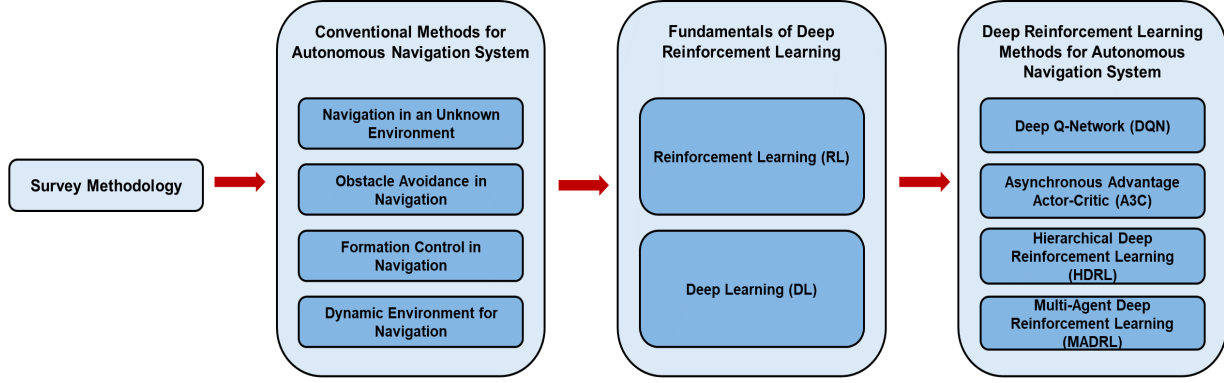 Survey Methodology
Conventional Methods for
Autonomous Navigation System
Navigation in an Unknown
Environment
Obstacle Avoidance in
Navigation
Formation Control in
Navigation
Dynamic Environment for
Navigation
Fundamentals of Deep
Reinforcement Learning
Reinforcement Learning (RL)
Deep Learning (DL)
Deep Reinforcement Learning
Methods for Autonomous
Navigation System
Deep Q-Network (DQN)
Asynchronous Advantage
Actor-Critic (A3C)
Hierarchical Deep
Reinforcement Learning
(HDRL)
Multi-Agent Deep
Reinforcement Learning
(MADRL)